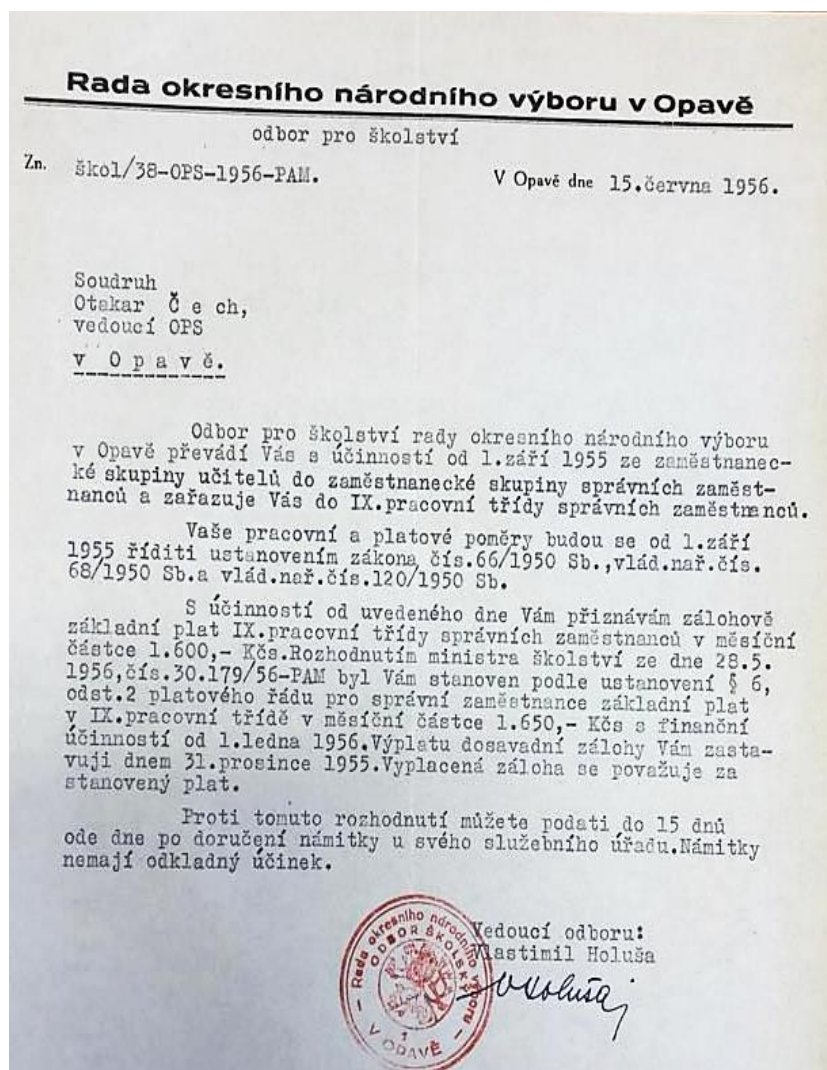 Rada okresního národního výboru v Opavě
odbor pro školství
Zn. škol/38-OPS-1956-PAM.
V Opavě dne 15.června 1956.
Soudruh
Otakar Č e ch,
vedoucí OPS
v O p a v ě.
Odbor pro školství rady okresního národního výboru
v Opavě převádí Vás s účinností od 1.září 1955 ze zaměstnanec-
ké skupiny učitelů do zaměstnanecké skupiny správních zaměst-
nanců a zařazuje Vás do IX.pracovní třídy správních zaměstnanců.
Vaše pracovní a platové poměry budou se od 1.září
1955 říditi ustanovením zákona čís.66/1950 Sb.,vlád.nař.čís.
68/1950 Sb.a vlád.nař.čís.120/1950 Sb.
S účinností od uvedeného dne Vám přiznávám zálohově
základní plat IX.pracovní třídy správních zaměstnanců v měsíční
částce 1.600,- Kčs.Rozhodnutím ministra školství ze dne 28.5.
1956,čís.30.179/56-PAM byl Vám stanoven podle ustanovení § 6,
odst.2 platového řádu pro správní zaměstnance základní plat
v IX.pracovní třídě v měsíční částce 1.650,- Kčs s finanční
účinností od 1.ledna 1956.Výplatu dosavadní zálohy Vám zasta-
vuji dnem 31.prosince 1955.Vyplacená záloha se považuje za
stanovený plat.
Proti tomuto rozhodnutí můžete podati do 15 dnů
ode dne po doručení námitky u svého služebního úřadu.Námitky
nemají odkladný účinek.
Vedoucí odboru:
Vlastimil Holuša
VHoluša
Rada okresního národního výboru
ODBOR ŠKOLSKÝ
1
V OPAVĚ